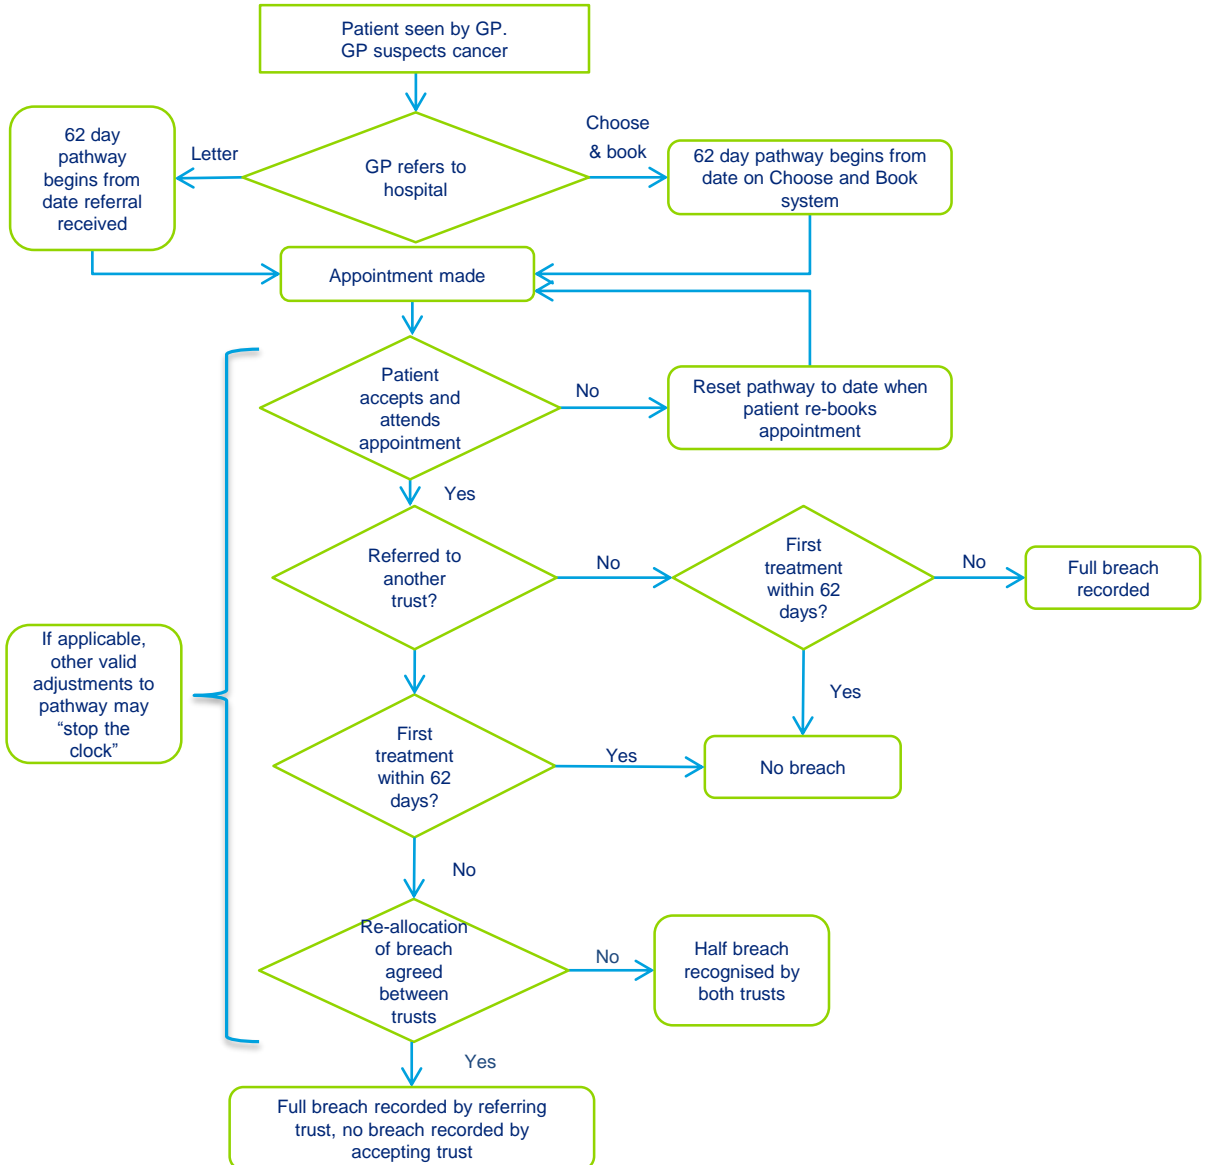 Patient seen by GP.
GP suspects cancer
62 day
pathway
begins from
date referral
received
Letter
GP refers to
hospital
Choose
& book
62 day pathway begins from
date on Choose and Book
system
Appointment made
Patient
accepts and
attends
appointment
No
Reset pathway to date when
patient re-books
appointment
Yes
Referred to
another
trust?
No
First
treatment
within 62
days?
No
Full breach
recorded
If applicable,
other valid
adjustments to
pathway may
“stop the
clock”
Yes
First
treatment
within 62
days?
Yes
No breach
No
Re-allocation
of breach
agreed
between
trusts
No
Half breach
recognised by
both trusts
Yes
Full breach recorded by referring
trust, no breach recorded by
accepting trust